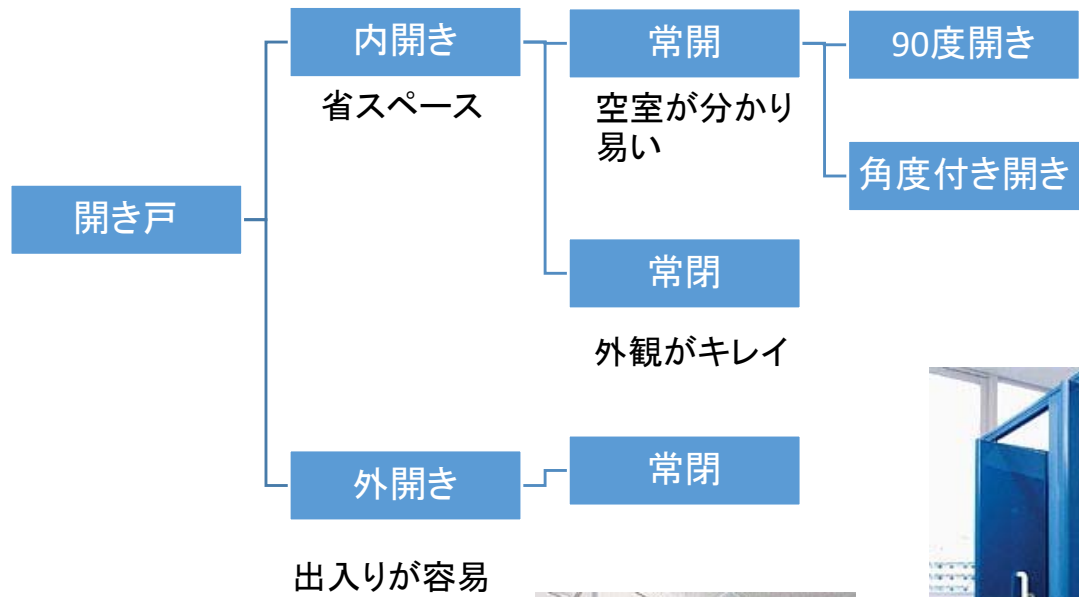 内開き
常開
90度開き
省スペース
空室が分かり
易い
角度付き開き
開き戸
常閉
外観がキレイ
外開き
常閉
出入りが容易